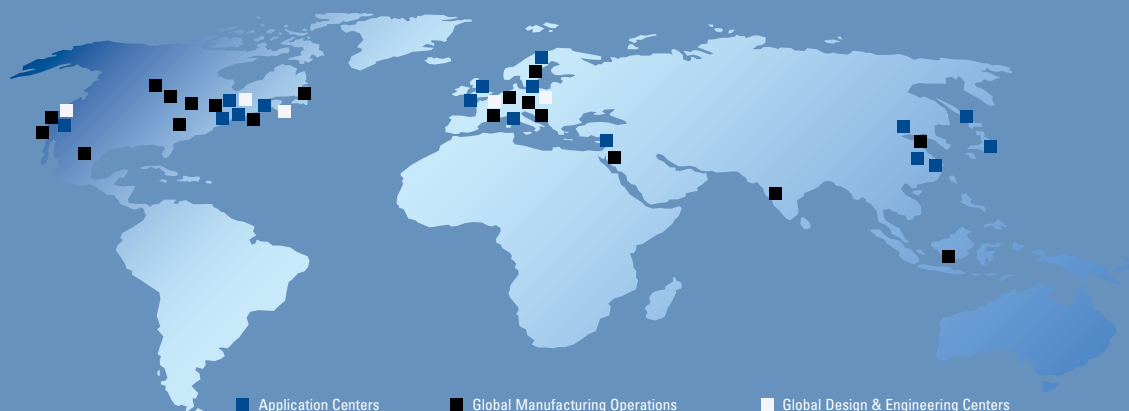 Application Centers
Global Manufacturing Operations
Global Design & Engineering Centers